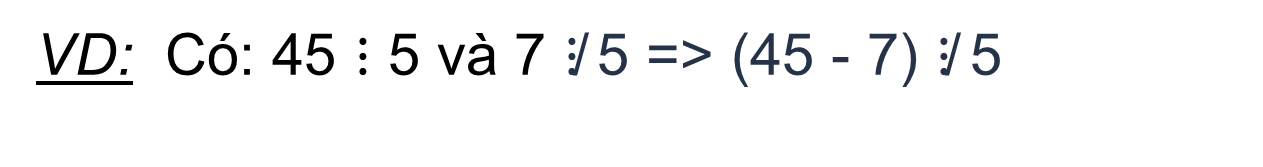 VD: Có: 45 ⋮ 5 và 7 ⋮̸ 5 => (45 - 7) ⋮̸ 5